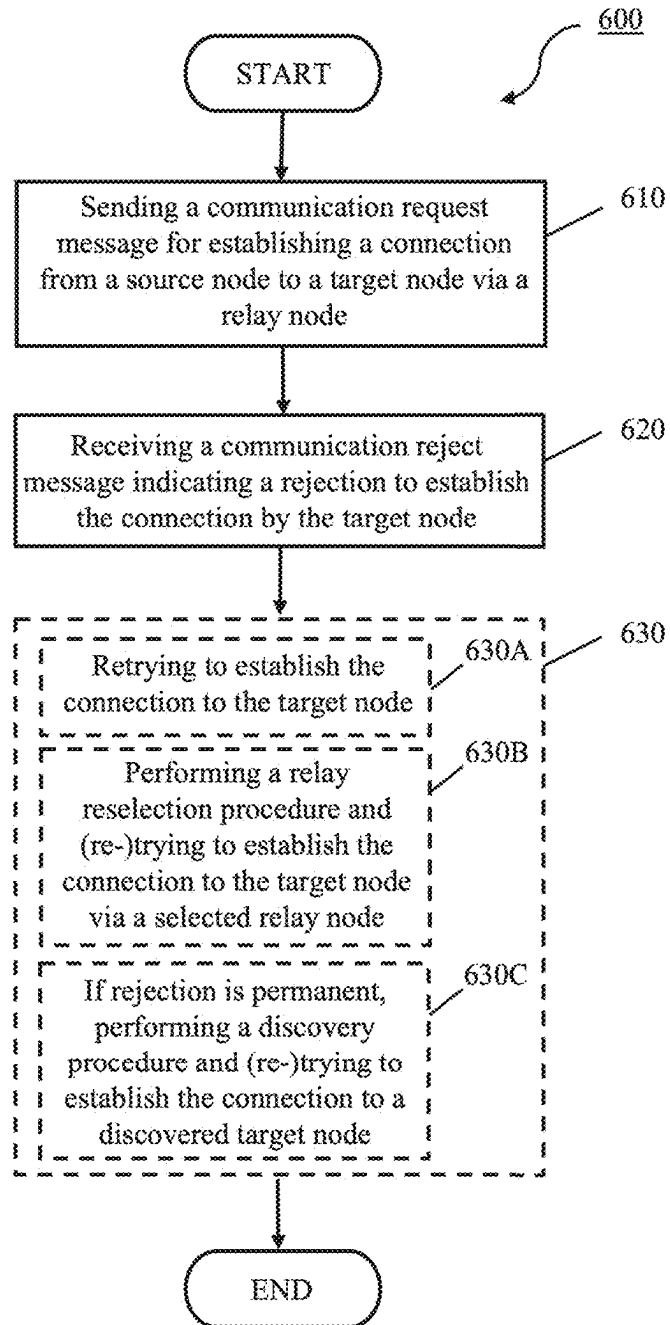 600
START
Sending a communication request
message for establishing a connection
from a source node to a target node via a
relay node
610
Receiving a communication reject
message indicating a rejection to establish
the connection by the target node
620
630
Retrying to establish the
connection to the target node
630A
Performing a relay
reselection procedure and
(re-)trying to establish the
connection to the target node
via a selected relay node
630B
If rejection is permanent,
performing a discovery
procedure and (re-)trying to
establish the connection to a
discovered target node
630C
END